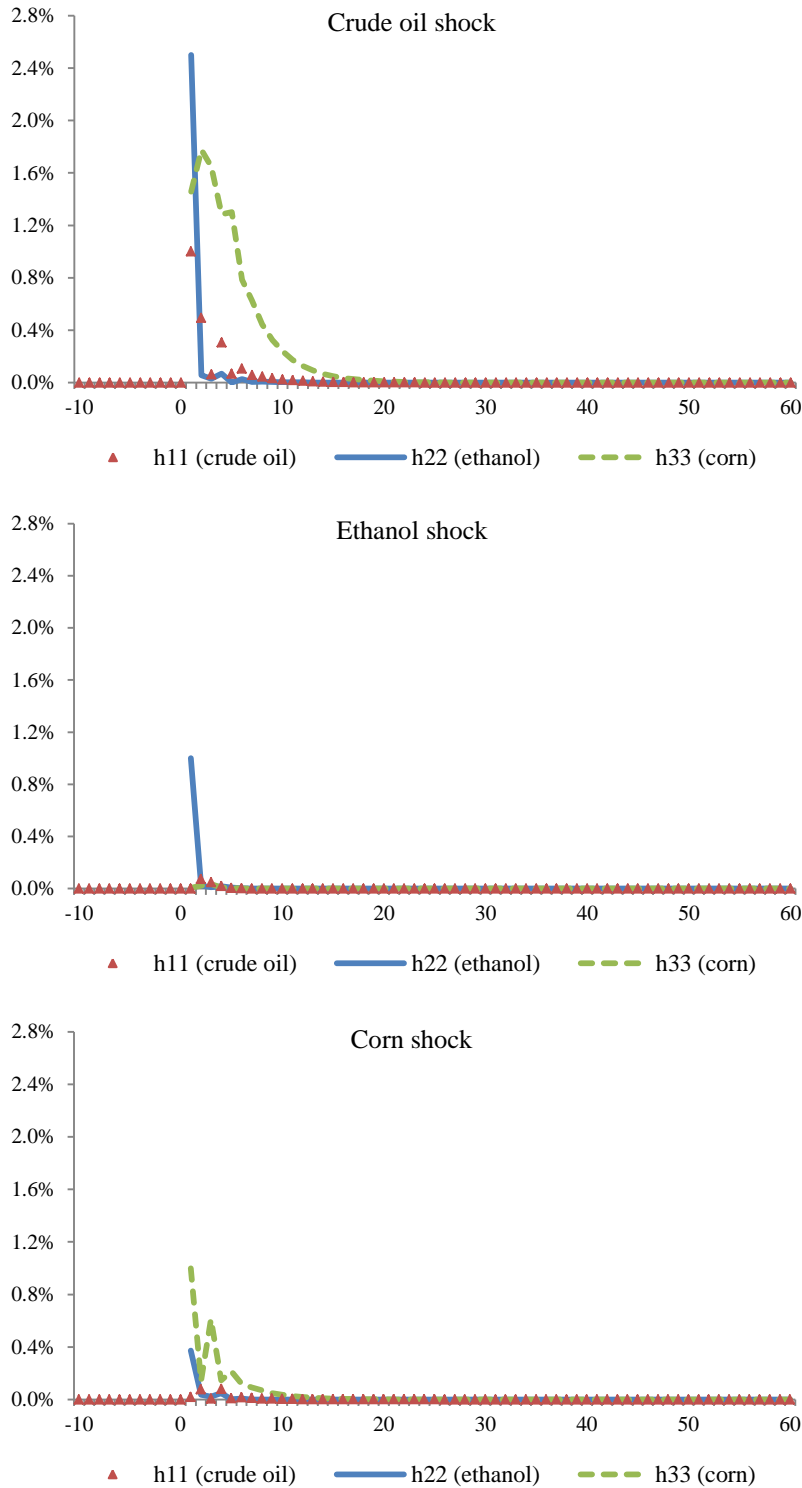 Crude oil shock
2.8%
2.4%
2.0%
1.6%
1.2%
0.8%
0.4%
0.0%
-10 0 10 20 30 40 50 60
h11 (crude oil) h22 (ethanol) h33 (corn)
Ethanol shock
2.8%
2.4%
2.0%
1.6%
1.2%
0.8%
0.4%
0.0%
-10 0 10 20 30 40 50 60
h11 (crude oil) h22 (ethanol) h33 (corn)
Corn shock
2.8%
2.4%
2.0%
1.6%
1.2%
0.8%
0.4%
0.0%
-10 0 10 20 30 40 50 60
h11 (crude oil) h22 (ethanol) h33 (corn)